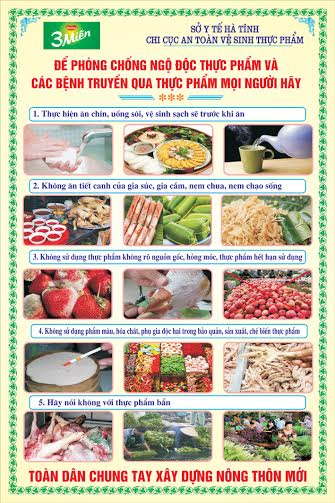 3 Miền
SỞ Y TẾ HÀ TĨNH
CHI CỤC AN TOÀN VỆ SINH THỰC PHẨM
ĐỂ PHÒNG CHỐNG NGỘ ĐỘC THỰC PHẨM VÀ
CÁC BỆNH TRUYỀN QUA THỰC PHẨM MỌI NGƯỜI HÃY
1. Thực hiện ăn chín, uống sôi, vệ sinh sạch sẽ trước khi ăn
2. Không ăn tiết canh của gia súc, gia cầm, nem chua, nem chạo sống
3. Không sử dụng thực phẩm không rõ nguồn gốc, hỏng mốc, thực phẩm hết hạn sử dụng
4. Không sử dụng phẩm màu, hóa chất, phụ gia độc hại trong bảo quản, sản xuất, chế biến thực phẩm
5. Hãy nói không với thực phẩm bẩn
TOÀN DÂN CHUNG TAY XÂY DỰNG NÔNG THÔN MỚI